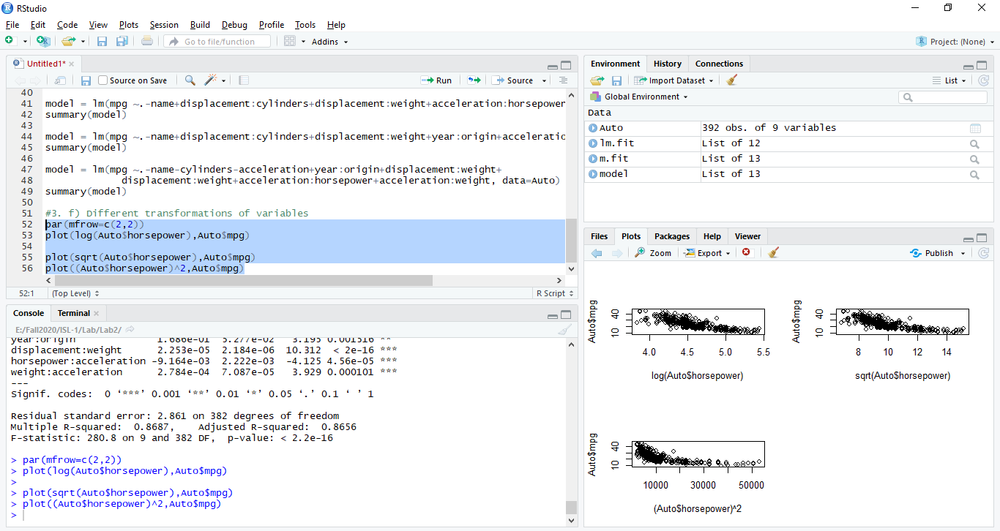 RStudio
File Edit Code View Plots Session Build Debug Profile Tools Help
Go to file/function Addins Project: (None)
Untitled1*
Source on Save Run Source
40
41 model = lm(mpg ~.-name+displacement:cylinders+displacement:weight+acceleration:horsepower
42 summary(model)
43
44 model = lm(mpg ~.-name+displacement:cylinders+displacement:weight+year:origin+acceleratio
45 summary(model)
46
47 model = lm(mpg ~.-name-cylinders-acceleration+year:origin+displacement:weight+
48 displacement:weight+acceleration:horsepower+acceleration:weight, data=Auto)
49 summary(model)
50
51 #3. f) Different transformations of variables
52 par(mfrow=c(2,2))
53 plot(log(Auto$horsepower),Auto$mpg)
54
55 plot(sqrt(Auto$horsepower),Auto$mpg)
56 plot((Auto$horsepower)^2,Auto$mpg)
52:1 (Top Level) R Script
Console Terminal
E:/Fall2020/ISL-1/Lab/Lab2/
year:origin 1.686e-01 5.277e-02 3.195 0.001516 **
displacement:weight 2.253e-05 2.184e-06 10.312 < 2e-16 ***
horsepower:acceleration -9.164e-03 2.222e-03 -4.125 4.56e-05 ***
weight:acceleration 2.784e-04 7.087e-05 3.929 0.000101 ***
---
Signif. codes: 0 ‘***’ 0.001 ‘**’ 0.01 ‘*’ 0.05 ‘.’ 0.1 ‘ ’ 1
Residual standard error: 2.861 on 382 degrees of freedom
Multiple R-squared: 0.8687, Adjusted R-squared: 0.8656
F-statistic: 280.8 on 9 and 382 DF, p-value: < 2.2e-16
> par(mfrow=c(2,2))
> plot(log(Auto$horsepower),Auto$mpg)
>
> plot(sqrt(Auto$horsepower),Auto$mpg)
> plot((Auto$horsepower)^2,Auto$mpg)
>
Environment History Connections
Import Dataset List
Global Environment
Data
Auto 392 obs. of 9 variables
lm.fit List of 12
m.fit List of 13
model List of 13
Files Plots Packages Help Viewer
Zoom Export Publish
Auto$mpg
10 40
4.0 4.5 5.0 5.5
log(Auto$horsepower)
Auto$mpg
10 40
8 10 12 14
sqrt(Auto$horsepower)
Auto$mpg
10 40
10000 30000 50000
(Auto$horsepower)^2